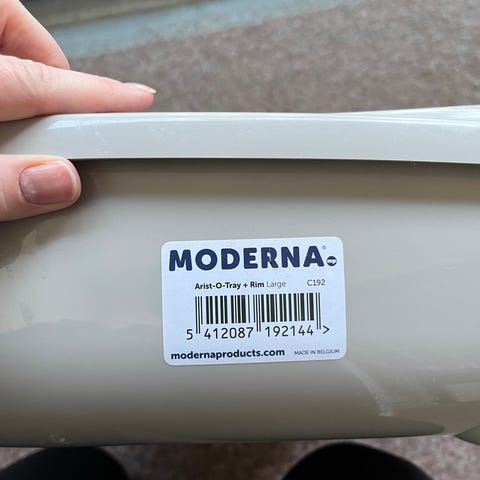 MODERNA®
Arist-O-Tray + Rim Large C192
5 412087 192144 >
modernaproducts.com MADE IN BELGIUM